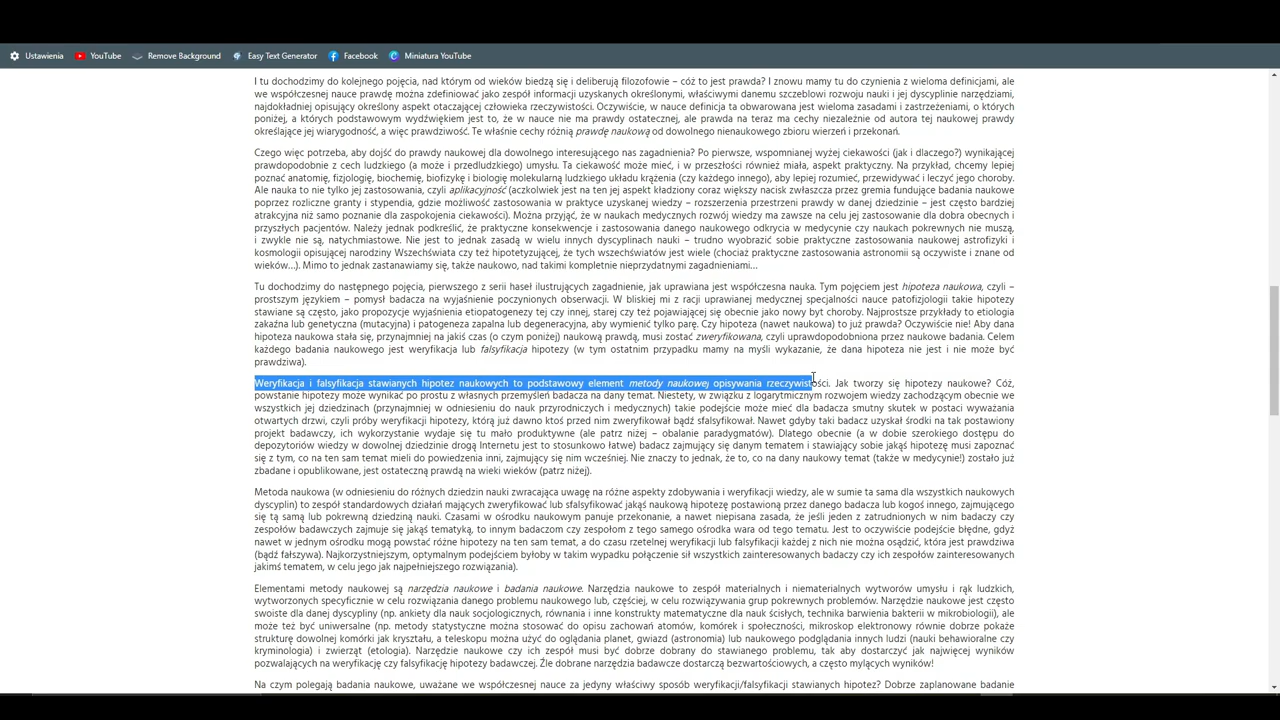 Ustawienia YouTube Remove Background Easy Text Generator Facebook Miniatura YouTube
I tu dochodzimy do kolejnego pojęcia, nad którym od wieków biedzą się i deliberują filozofowie – cóż to jest prawda? I znowu mamy tu do czynienia z wieloma definicjami, ale
we współczesnej nauce prawdę można zdefiniować jako zespół informacji uzyskanych określonymi, właściwymi danemu szczeblowi rozwoju nauki i jej dyscyplinie narzędziami,
najdokładniej opisujący określony aspekt otaczającej człowieka rzeczywistości. Oczywiście, w nauce definicja ta obwarowana jest wieloma zasadami i zastrzeżeniami, o których
poniżej, a których podstawowym wydźwiękiem jest to, że w nauce nie ma prawdy ostatecznej, ale prawda na teraz ma cechy niezależnie od autora tej naukowej prawdy
określające jej wiarygodność, a więc prawdziwość. Te właśnie cechy różnią prawdę naukową od dowolnego nienaukowego zbioru wierzeń i przekonań.
Czego więc potrzeba, aby dojść do prawdy naukowej dla dowolnego interesującego nas zagadnienia? Po pierwsze, wspomnianej wyżej ciekawości (jak i dlaczego?) wynikającej
prawdopodobnie z cech ludzkiego (a może i przedludzkiego) umysłu. Ta ciekawość może mieć, i w przeszłości również miała, aspekt praktyczny. Na przykład, chcemy lepiej
poznać anatomię, fizjologię, biochemię, biofizykę i biologię molekularną ludzkiego układu krążenia (czy każdego innego), aby lepiej rozumieć, przewidywać i leczyć jego choroby.
Ale nauka to nie tylko jej zastosowania, czyli aplikacyjność (aczkolwiek jest na ten jej aspekt kładziony coraz większy nacisk zwłaszcza przez gremia fundujące badania naukowe
poprzez rozliczne granty i stypendia, gdzie możliwość zastosowania w praktyce uzyskanej wiedzy – rozszerzenia przestrzeni prawdy w danej dziedzinie – jest często bardziej
atrakcyjna niż samo poznanie dla zaspokojenia ciekawości). Można przyjąć, że w naukach medycznych rozwój wiedzy ma zawsze na celu jej zastosowanie dla dobra obecnych i
przyszłych pacjentów. Należy jednak podkreślić, że praktyczne konsekwencje i zastosowania danego naukowego odkrycia w medycynie czy naukach pokrewnych nie muszą,
i zwykle nie są, natychmiastowe. Nie jest to jednak zasadą w wielu innych dyscyplinach nauki – trudno wyobrazić sobie praktyczne zastosowania naukowej astrofizyki i
kosmologii opisującej narodziny Wszechświata czy też hipotetyzującej, że tych wszechświatów jest wiele (chociaż praktyczne zastosowania astronomii są oczywiste i znane od
wieków...). Mimo to jednak zastanawiamy się, także naukowo, nad takimi kompletnie nieprzydatnymi zagadnieniami...
Tu dochodzimy do następnego pojęcia, pierwszego z serii haseł ilustrujących zagadnienie, jak uprawiana jest współczesna nauka. Tym pojęciem jest hipoteza naukowa, czyli –
prostszym językiem – pomysł badacza na wyjaśnienie poczynionych obserwacji. W bliskiej mi z racji uprawianej medycznej specjalności nauce patofizjologii takie hipotezy
stawiane są często, jako propozycje wyjaśnienia etiopatogenezy tej czy innej, starej czy też pojawiającej się obecnie jako nowy byt choroby. Najprostsze przykłady to etiologia
zakaźna lub genetyczna (mutacyjna) i patogeneza zapalna lub degeneracyjna, aby wymienić tylko parę. Czy hipoteza (nawet naukowa) to już prawda? Oczywiście nie! Aby dana
hipoteza naukowa stała się, przynajmniej na jakiś czas (o czym poniżej) naukową prawdą, musi zostać zweryfikowana, czyli uprawdopodobniona przez naukowe badania. Celem
każdego badania naukowego jest weryfikacja lub falsyfikacja hipotezy (w tym ostatnim przypadku mamy na myśli wykazanie, że dana hipoteza nie jest i nie może być
prawdziwa).
Weryfikacja i falsyfikacja stawianych hipotez naukowych to podstawowy element metody naukowej opisywania rzeczywistości. Jak tworzy się hipotezy naukowe? Cóż,
powstanie hipotezy może wynikać po prostu z własnych przemyśleń badacza na dany temat. Niestety, w związku z logarytmicznym rozwojem wiedzy zachodzącym obecnie we
wszystkich jej dziedzinach (przynajmniej w odniesieniu do nauk przyrodniczych i medycznych) takie podejście może mieć dla badacza smutny skutek w postaci wyważania
otwartych drzwi, czyli próby weryfikacji hipotezy, którą już dawno ktoś przed nim zweryfikował bądź sfalsyfikował. Nawet gdyby taki badacz uzyskał środki na tak postawiony
projekt badawczy, ich wykorzystanie wydaje się tu mało produktywne (ale patrz niżej – obalanie paradygmatów). Dlatego obecnie (a w dobie szerokiego dostępu do
depozytoriów wiedzy w dowolnej dziedzinie drogą Internetu jest to stosunkowo łatwe) badacz zajmujący się danym tematem i stawiający sobie jakąś hipotezę musi zapoznać
się z tym, co na ten sam temat mieli do powiedzenia inni, zajmujący się nim wcześniej. Nie znaczy to jednak, że to, co na dany naukowy temat (także w medycynie!) zostało już
zbadane i opublikowane, jest ostateczną prawdą na wieki wieków (patrz niżej).
Metoda naukowa (w odniesieniu do różnych dziedzin nauki zwracająca uwagę na różne aspekty zdobywania i weryfikacji wiedzy, ale w sumie ta sama dla wszystkich naukowych
dyscyplin) to zespół standardowych działań mających zweryfikować lub sfalsyfikować jakąś naukową hipotezę postawioną przez danego badacza lub kogoś innego, zajmującego
się tą samą lub pokrewną dziedziną nauki. Czasami w ośrodku naukowym panuje przekonanie, a nawet niepisana zasada, że jeśli jeden z zatrudnionych w nim badaczy czy
zespołów badawczych zajmuje się jakąś tematyką, to innym badaczom czy zespołom z tego samego ośrodka wara od tego tematu. Jest to oczywiście podejście błędne, gdyż
nawet w jednym ośrodku mogą powstać różne hipotezy na ten sam temat, a do czasu rzetelnej weryfikacji lub falsyfikacji każdej z nich nie można osądzić, która jest prawdziwa
(bądź fałszywa). Najkorzystniejszym, optymalnym podejściem byłoby w takim wypadku połączenie sił wszystkich zainteresowanych badaczy czy ich zespołów zainteresowanych
jakimś tematem, w celu jego jak najpełniejszego rozwiązania).
Elementami metody naukowej są narzędzia naukowe i badania naukowe. Narzędzia naukowe to zespół materialnych i niematerialnych wytworów umysłu i rąk ludzkich,
wytworzonych specyficznie w celu rozwiązania danego problemu naukowego lub, częściej, w celu rozwiązywania grup pokrewnych problemów. Narzędzie naukowe jest często
swoiste dla danej dyscypliny (np. ankiety dla nauk socjologicznych, równania i inne konstrukty matematyczne dla nauk ścisłych, technika barwienia bakterii w mikrobiologii), ale
może też być uniwersalne (np. metody statystyczne można stosować do opisu zachowań atomów, komórek i społeczności, mikroskop elektronowy równie dobrze pokaże
strukturę dowolnej komórki jak kryształu, a teleskopu można użyć do oglądania planet, gwiazd (astronomia) lub naukowego podglądania innych ludzi (nauki behawioralne czy
kryminologia) i zwierząt (etologia). Narzędzie naukowe czy ich zespół musi być dobrze dobrany do stawianego problemu, tak aby dostarczyć jak najwięcej wyników
pozwalających na weryfikację czy falsyfikację hipotezy badawczej. Źle dobrane narzędzia badawcze dostarczą bezwartościowych, a często mylących wyników!
Na czym polegają badania naukowe, uważane we współczesnej nauce za jedyny właściwy sposób weryfikacji/falsyfikacji stawianych hipotez? Dobrze zaplanowane badanie